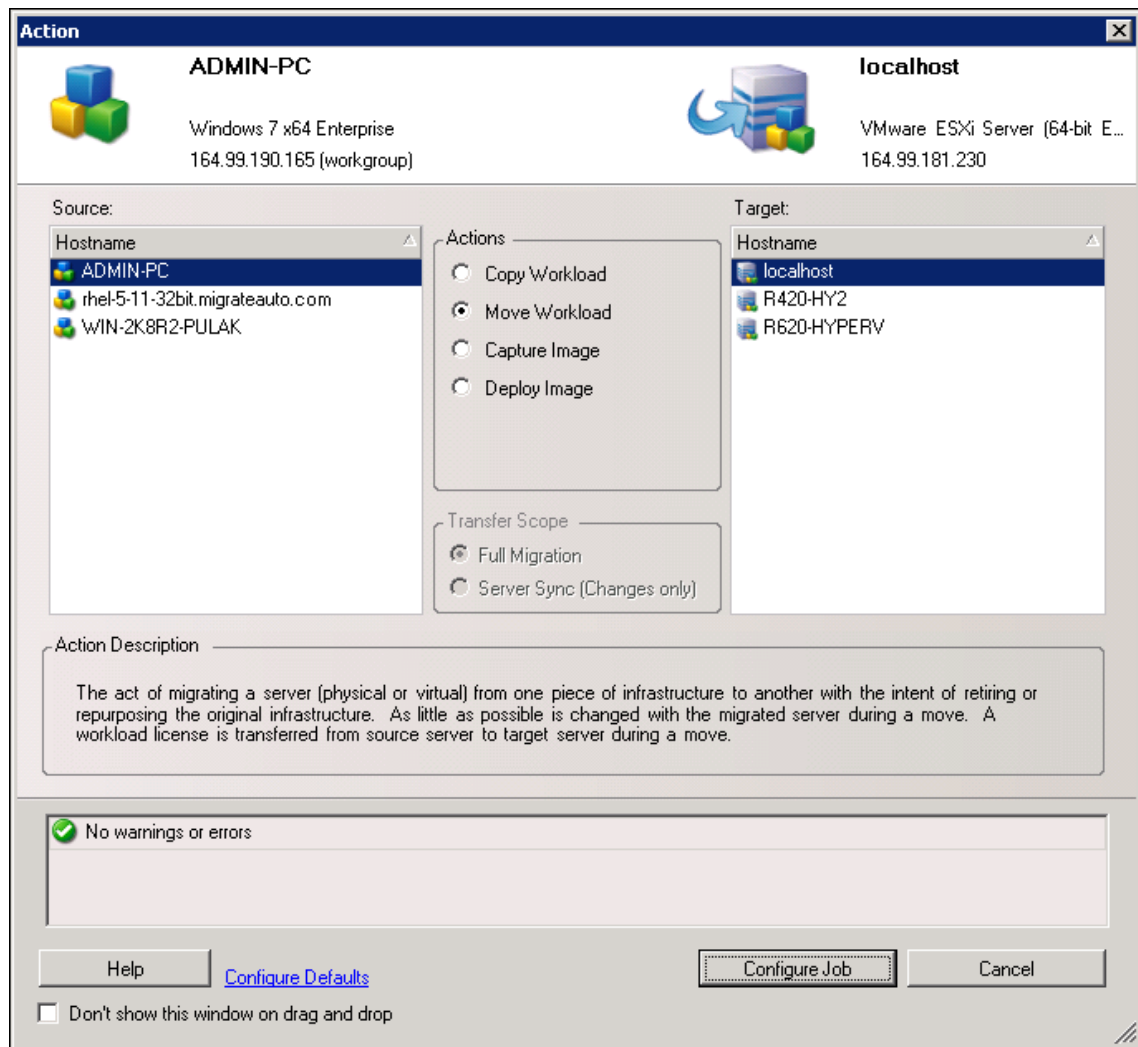 Action
ADMIN-PC
Windows 7 x64 Enterprise
164.99.190.165 (workgroup)
localhost
VMware ESXi Server (64-bit E...
164.99.181.230
Source:
Hostname
ADMIN-PC
rhel-5-11-32bit.migrateauto.com
WIN-2K8R2-PULAK
Actions
Copy Workload
Move Workload
Capture Image
Deploy Image
Transfer Scope
Full Migration
Server Sync (Changes only)
Target:
Hostname
localhost
R420-HY2
R620-HYPERV
Action Description
The act of migrating a server (physical or virtual) from one piece of infrastructure to another with the intent of retiring or
repurposing the original infrastructure.  As little as possible is changed with the migrated server during a move.  A
workload license is transferred from source server to target server during a move.
No warnings or errors
Help
Configure Defaults
Configure Job
Cancel
Don't show this window on drag and drop